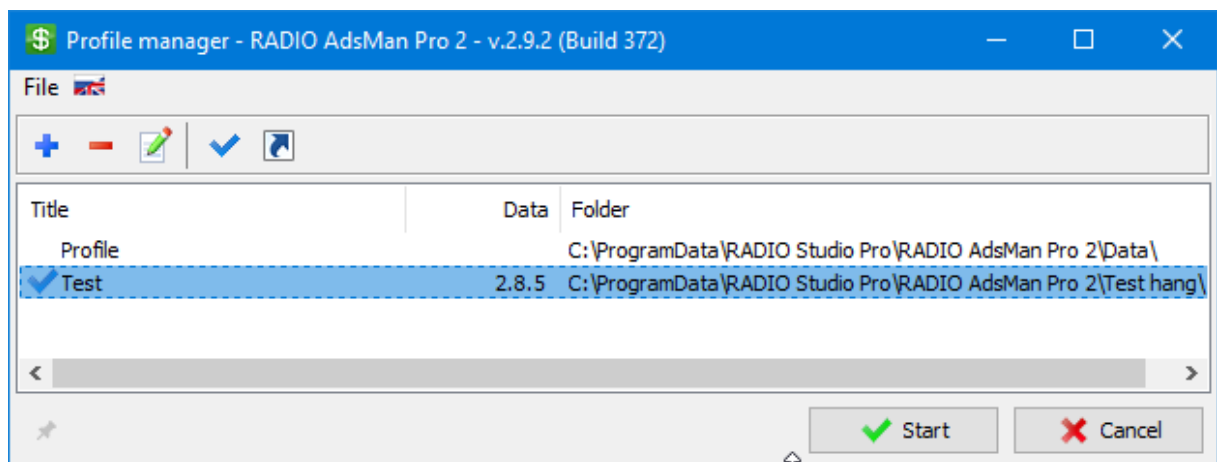 Profile manager - RADIO AdsMan Pro 2 - v.2.9.2 (Build 372)
File
Title Data Folder
Profile C:\ProgramData\RADIO Studio Pro\RADIO AdsMan Pro 2\Data\
Test 2.8.5 C:\ProgramData\RADIO Studio Pro\RADIO AdsMan Pro 2\Test hang\
Start Cancel